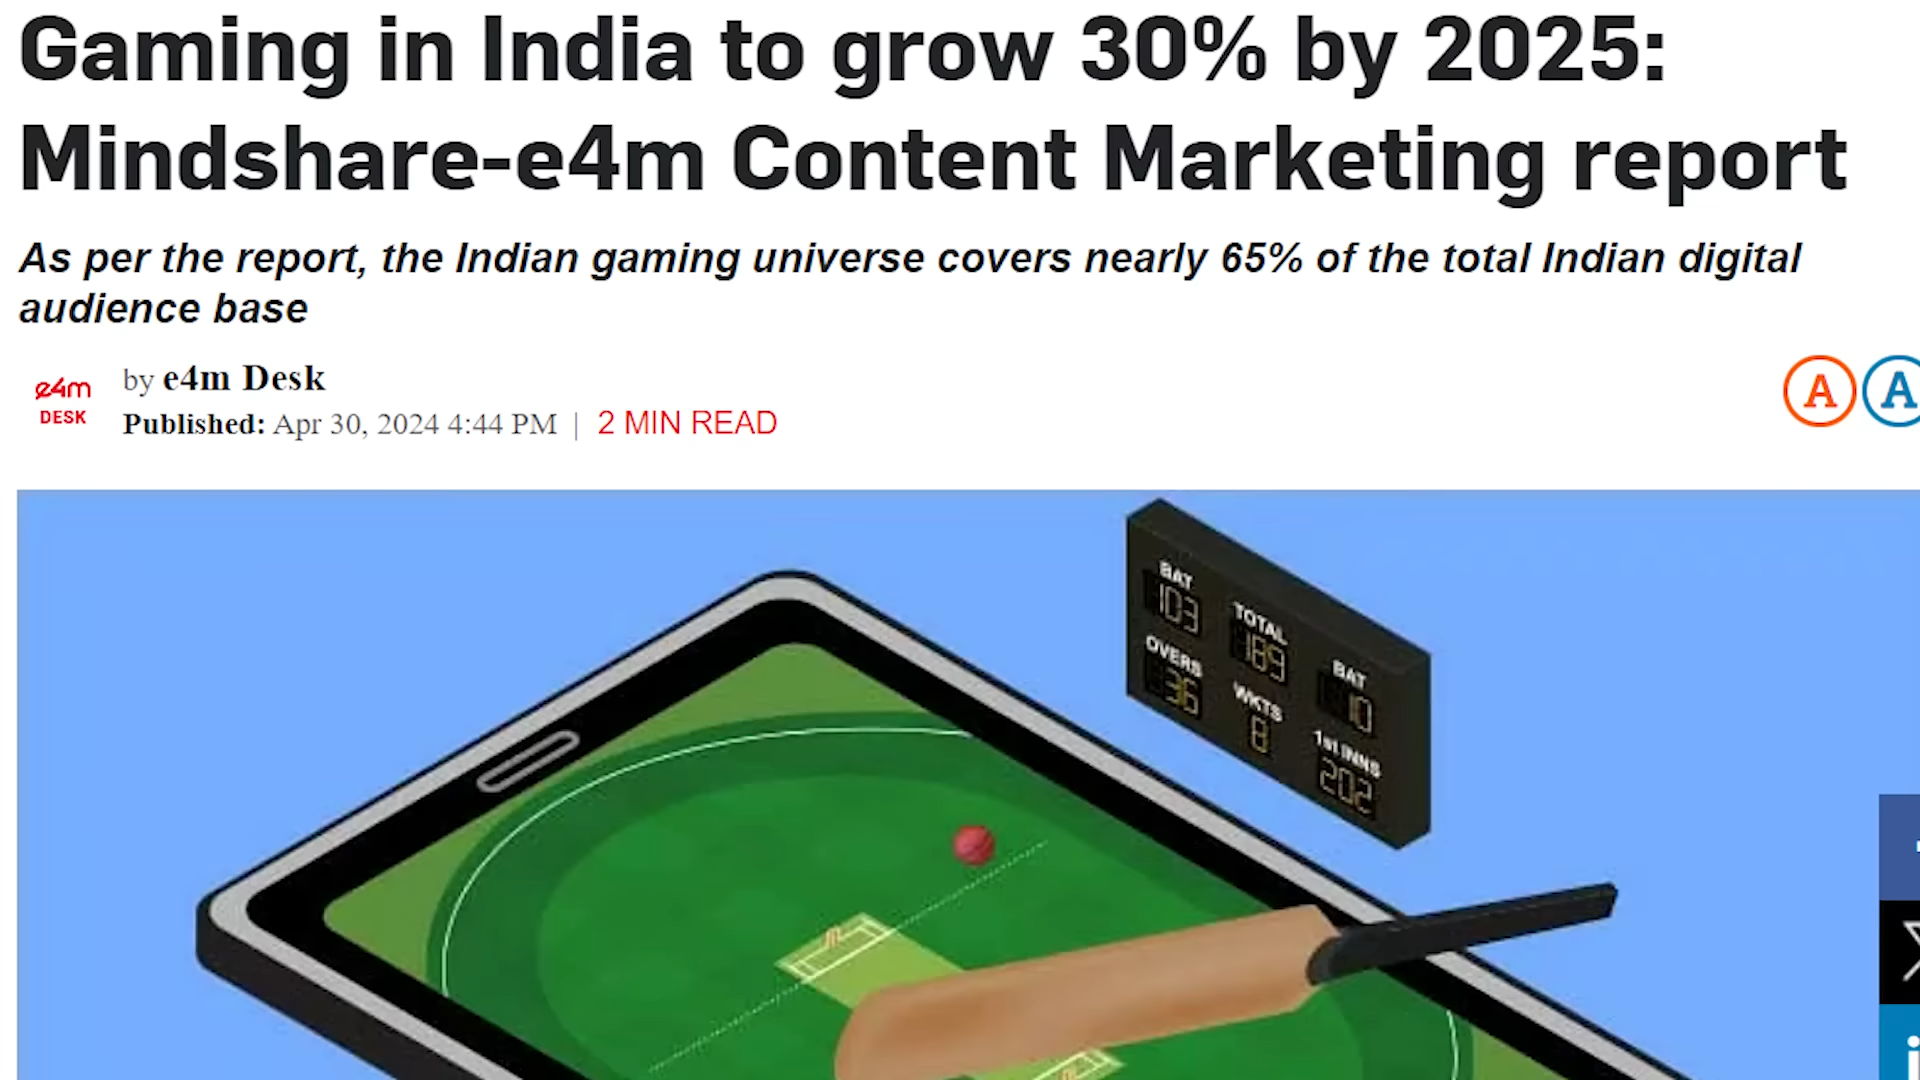 Gaming in India to grow 30% by 2025:
Mindshare-e4m Content Marketing report
As per the report, the Indian gaming universe covers nearly 65% of the total Indian digital
audience base
e4m
DESK
by e4m Desk
Published: Apr 30, 2024 4:44 PM | 2 MIN READ
A A
BAT
103
TOTAL
189
BAT
10
OVERS
36
WKTS
8
1st INNS
202